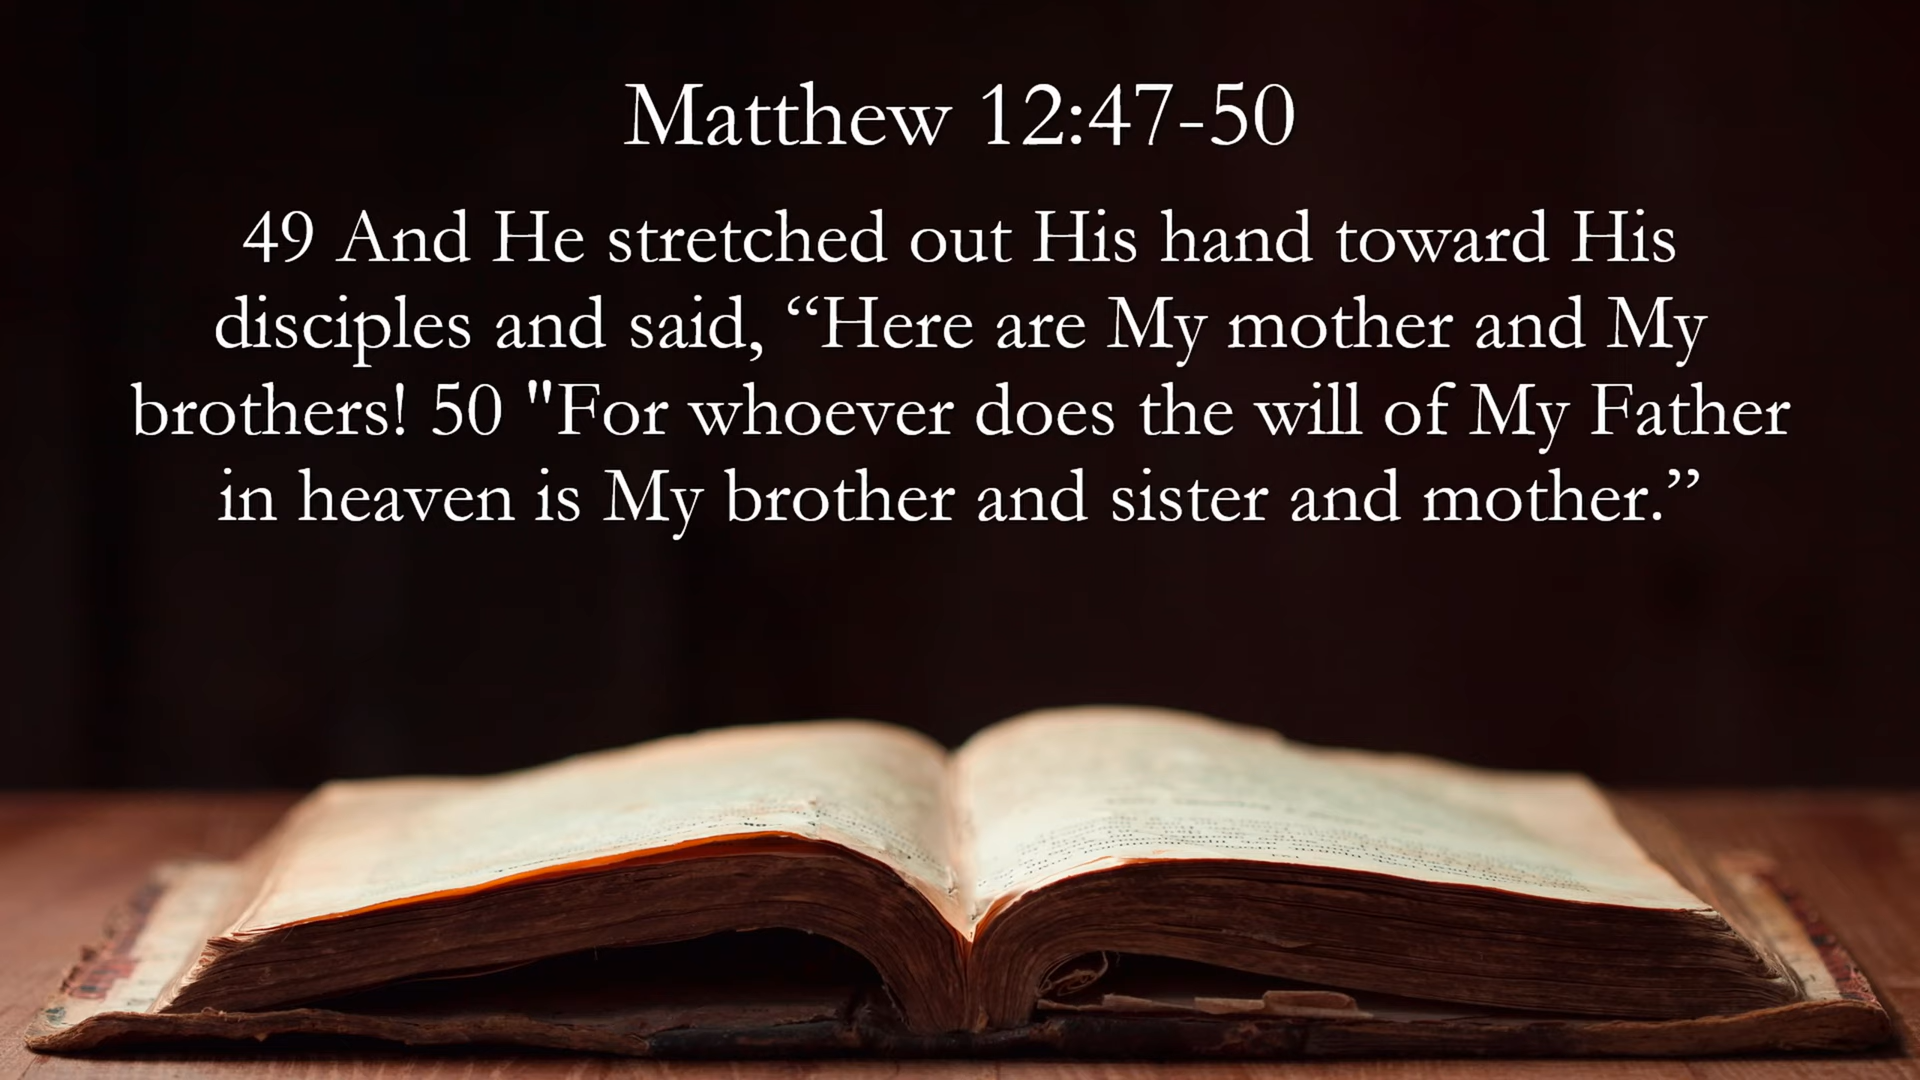 Matthew 12:47-50
49 And He stretched out His hand toward His
disciples and said, “Here are My mother and My
brothers! 50 "For whoever does the will of My Father
in heaven is My brother and sister and mother.”